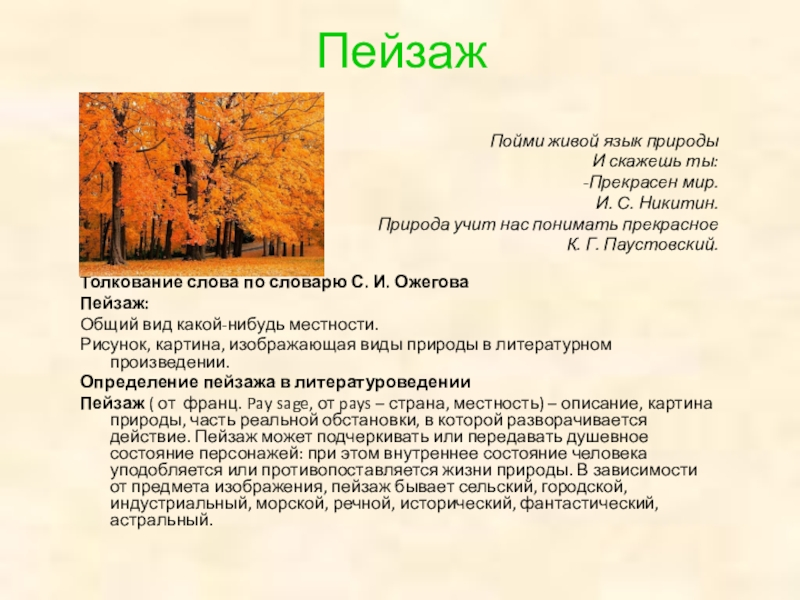 Пейзаж
Пойми живой язык природы
И скажешь ты:
-Прекрасен мир.
И. С. Никитин.
Природа учит нас понимать прекрасное
К. Г. Паустовский.
Толкование слова по словарю С. И. Ожегова
Пейзаж:
Общий вид какой-нибудь местности.
Рисунок, картина, изображающая виды природы в литературном
произведении.
Определение пейзажа в литературоведении
Пейзаж ( от франц. Pay sage, от pays – страна, местность) – описание, картина
природы, часть реальной обстановки, в которой разворачивается
действие. Пейзаж может подчеркивать или передавать душевное
состояние персонажей: при этом внутреннее состояние человека
уподобляется или противопоставляется жизни природы. В зависимости
от предмета изображения, пейзаж бывает сельский, городской,
индустриальный, морской, речной, исторический, фантастический,
астральный.